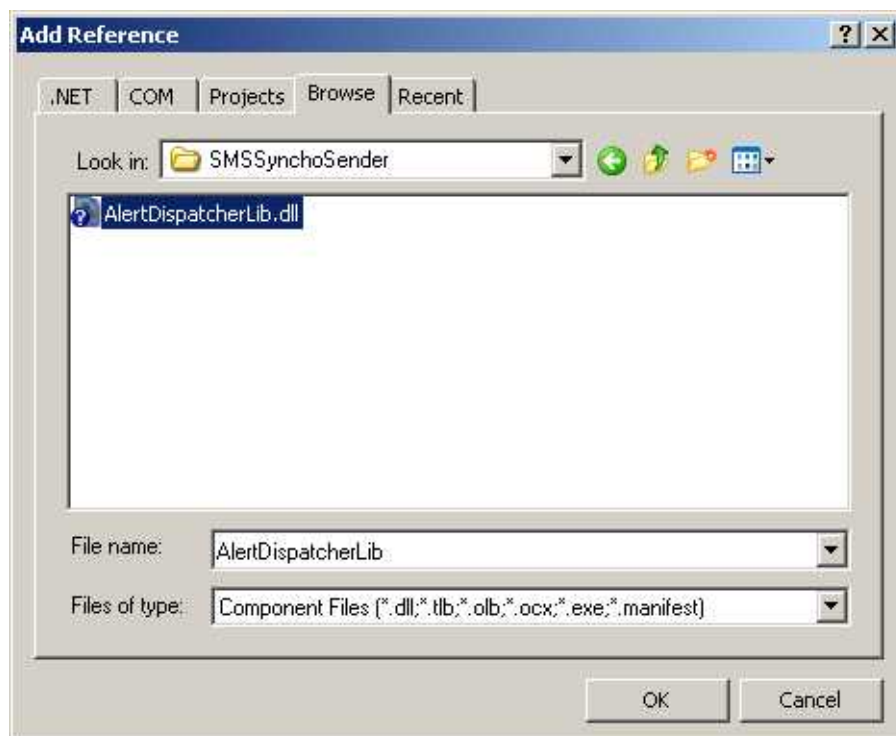 Add Reference
.NET COM Projects Browse Recent
Look in: SMSSynchoSender
AlertDispatcherLib.dll
File name: AlertDispatcherLib
Files of type: Component Files (*.dll;*.tlb;*.olb;*.ocx;*.exe;*.manifest)
OK Cancel